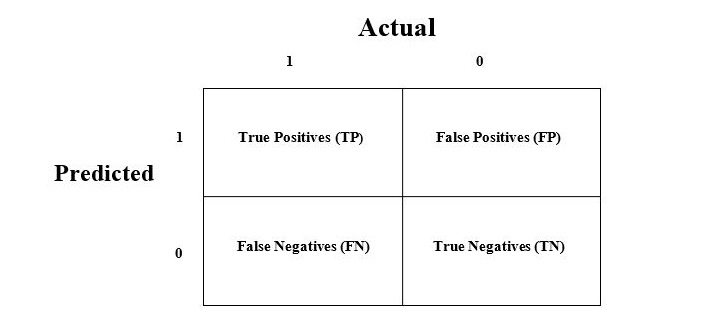 Actual
1 0
1 True Positives (TP) False Positives (FP)
Predicted
0 False Negatives (FN) True Negatives (TN)